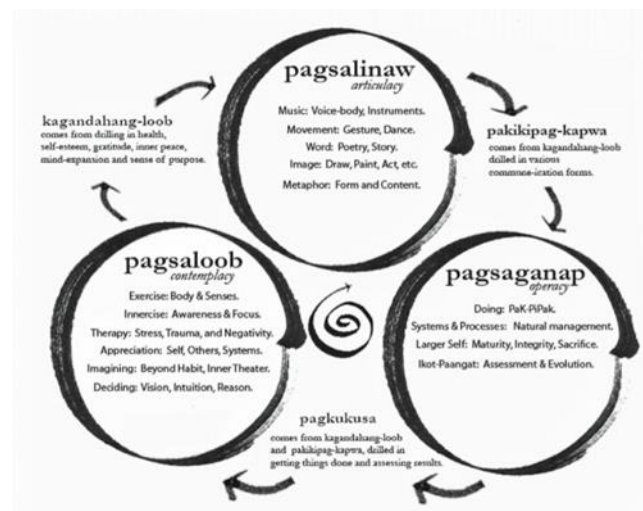 pagsalinaw
articulacy
Music: Voice-body, Instruments.
Movement: Gesture, Dance.
Word: Poetry, Story.
Image: Draw, Paint, Act, etc.
Metaphor: Form and Content.
kagandahang-loob
comes from drilling in health,
self-esteem, gratitude, inner peace,
mind-expansion and sense of purpose.
pakikipag-kapwa
comes from kagandahang-loob
drilled in various
commune-ication forms.
pagsaloob
contemplacy
Exercise: Body & Senses.
Innercise: Awareness & Focus.
Therapy: Stress, Trauma, and Negativity.
Appreciation: Self, Others, Systems.
Imagining: Beyond Habit, Inner Theater.
Deciding: Vision, Intuition, Reason.
pagsaganap
operacy
Doing: PaK-PiPak.
Systems & Processes: Natural management.
Larger Self: Maturity, Integrity, Sacrifice.
Ikot-Paangat: Assessment & Evolution.
pagkukusa
comes from kagandahang-loob
and pakikipag-kapwa, drilled in
getting things done and assessing results.